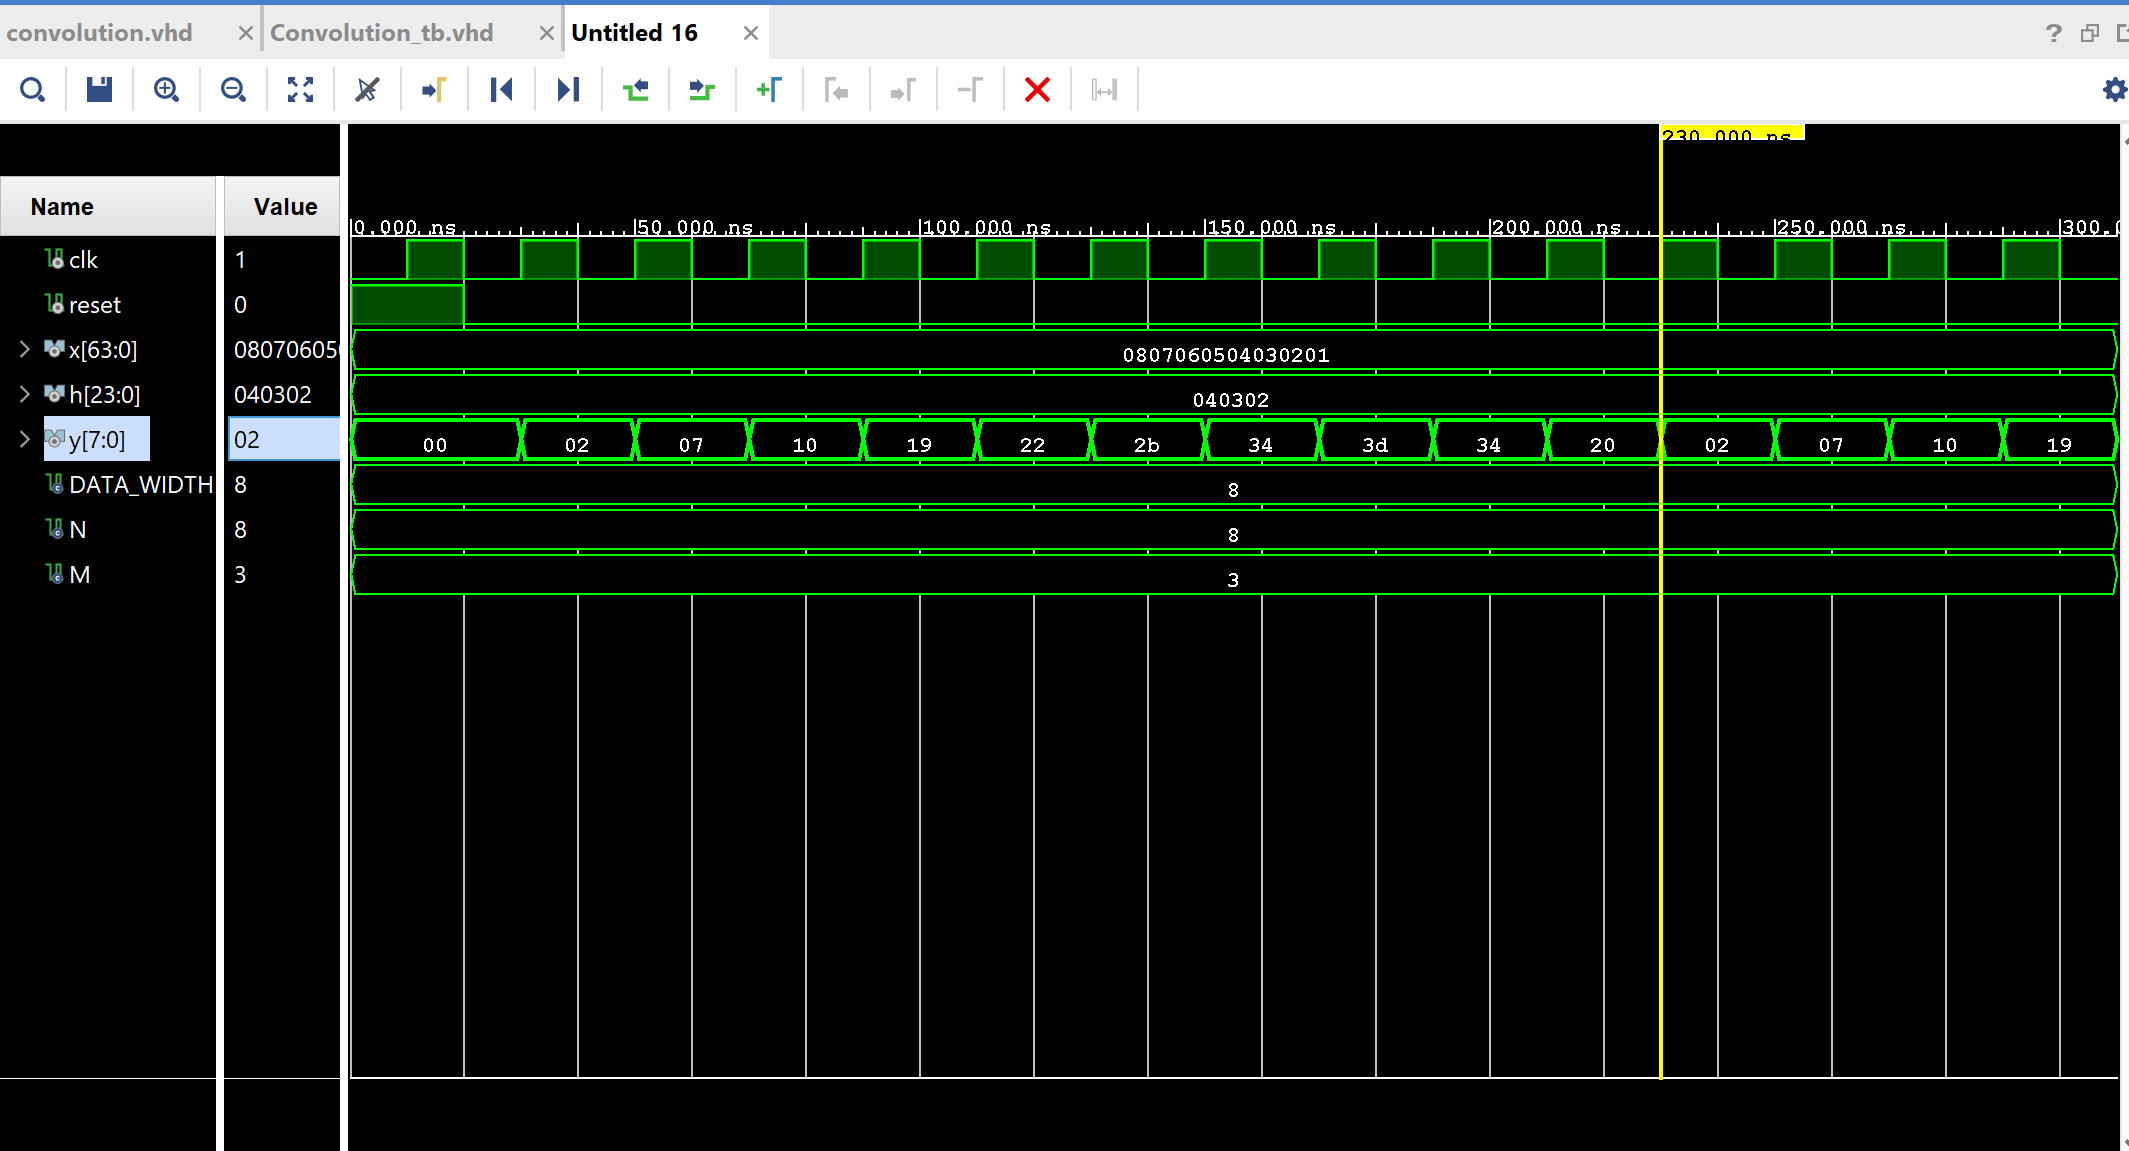 convolution.vhd Convolution_tb.vhd Untitled 16 ?
230.000 ns
Name Value
0.000 ns 50.000 ns 100.000 ns 150.000 ns 200.000 ns 250.000 ns 300.
clk 1
reset 0
x[63:0] 080706050 0807060504030201
h[23:0] 040302 040302
y[7:0] 02 00 02 07 10 19 22 2b 34 3d 34 20 02 07 10 19
DATA_WIDTH 8 8
N 8 8
M 3 3